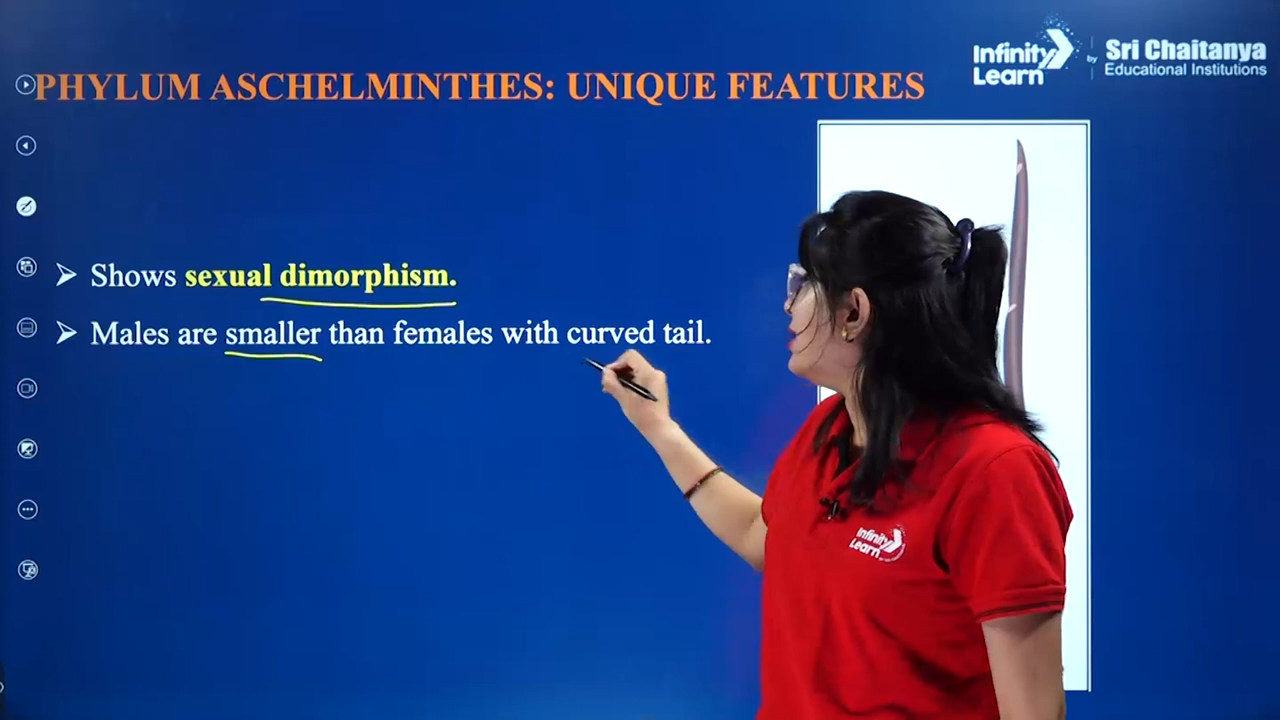 Infinity Learn by Sri Chaitanya Educational Institutions
PHYLUM ASCHELMINTHES: UNIQUE FEATURES
➢ Shows sexual dimorphism.
➢ Males are smaller than females with curved tail.
Infinity Learn